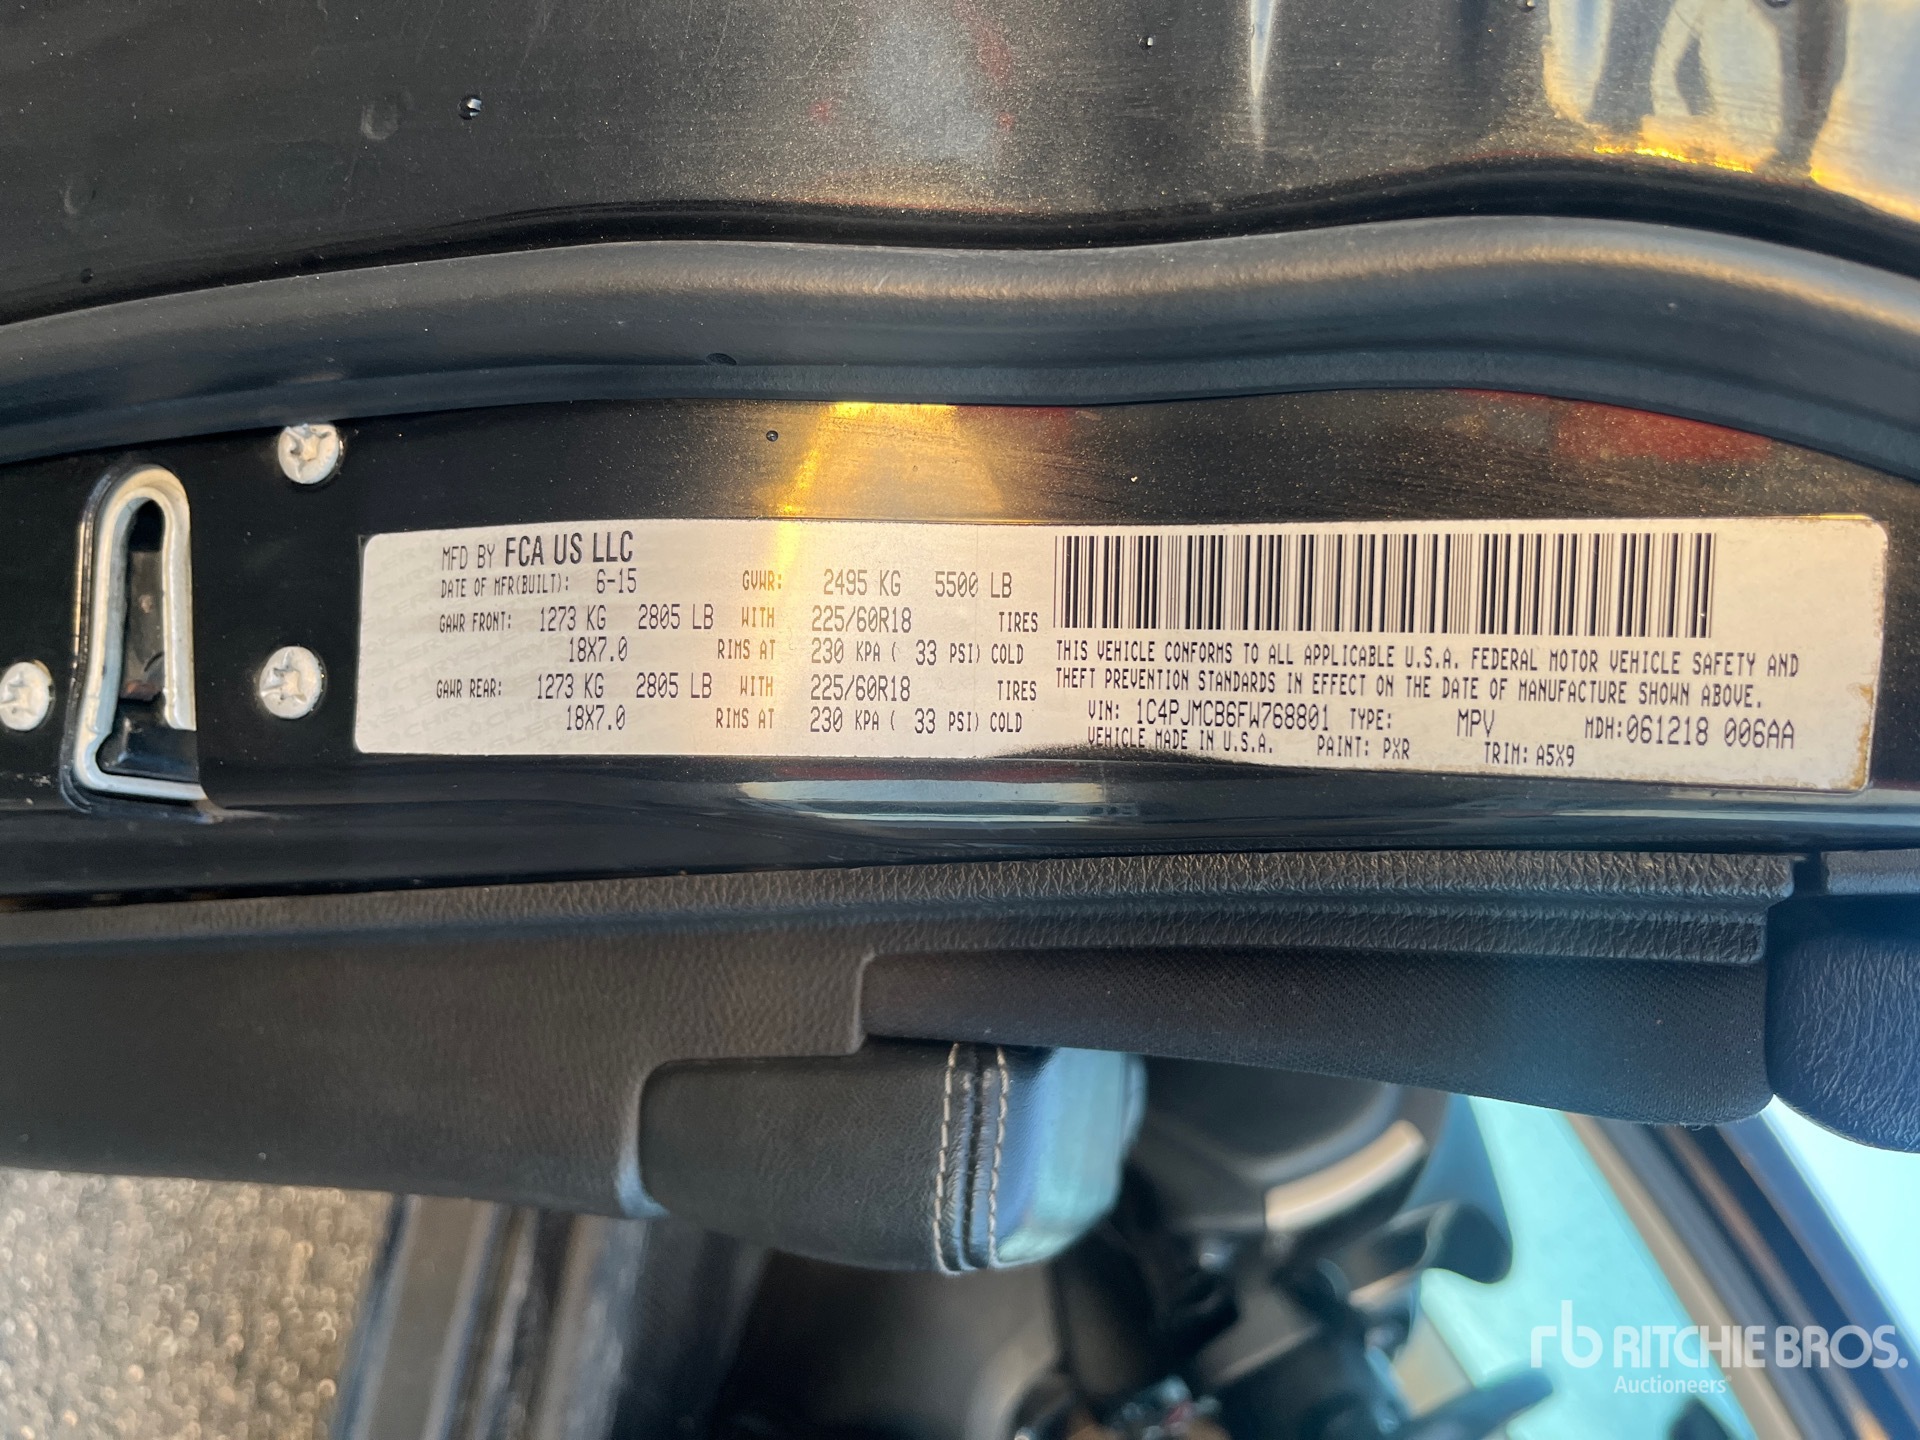 MFD BY FCA US LLC
DATE OF MFR(BUILT): 6-15 GVWR: 2495 KG 5500 LB
GAWR FRONT: 1273 KG 2805 LB WITH 225/60R18 TIRES
18X7.0 RIMS AT 230 KPA ( 33 PSI) COLD
GAWR REAR: 1273 KG 2805 LB WITH 225/60R18 TIRES
18X7.0 RIMS AT 230 KPA ( 33 PSI) COLD
THIS VEHICLE CONFORMS TO ALL APPLICABLE U.S.A. FEDERAL MOTOR VEHICLE SAFETY AND
THEFT PREVENTION STANDARDS IN EFFECT ON THE DATE OF MANUFACTURE SHOWN ABOVE.
VIN: 1C4PJMCB6FW768801 TYPE: MPV MDH:061218 006AA
VEHICLE MADE IN U.S.A. PAINT: PXR TRIM: A5X9
rb RITCHIE BROS.
Auctioneers